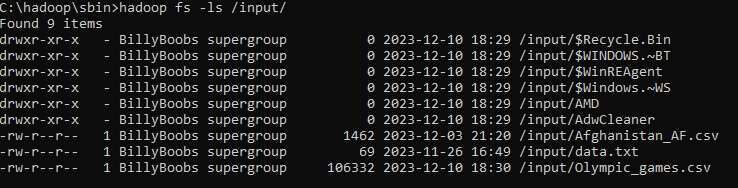 C:\hadoop\sbin>hadoop fs -ls /input/
Found 9 items
drwxr-xr-x   - BillyBoobs supergroup          0 2023-12-10 18:29 /input/$Recycle.Bin
drwxr-xr-x   - BillyBoobs supergroup          0 2023-12-10 18:29 /input/$WINDOWS.~BT
drwxr-xr-x   - BillyBoobs supergroup          0 2023-12-10 18:29 /input/$WinREAgent
drwxr-xr-x   - BillyBoobs supergroup          0 2023-12-10 18:29 /input/$Windows.~WS
drwxr-xr-x   - BillyBoobs supergroup          0 2023-12-10 18:29 /input/AMD
drwxr-xr-x   - BillyBoobs supergroup          0 2023-12-10 18:29 /input/AdwCleaner
-rw-r--r--   1 BillyBoobs supergroup       1462 2023-12-03 21:20 /input/Afghanistan_AF.csv
-rw-r--r--   1 BillyBoobs supergroup         69 2023-11-26 16:49 /input/data.txt
-rw-r--r--   1 BillyBoobs supergroup     106332 2023-12-10 18:30 /input/Olympic_games.csv